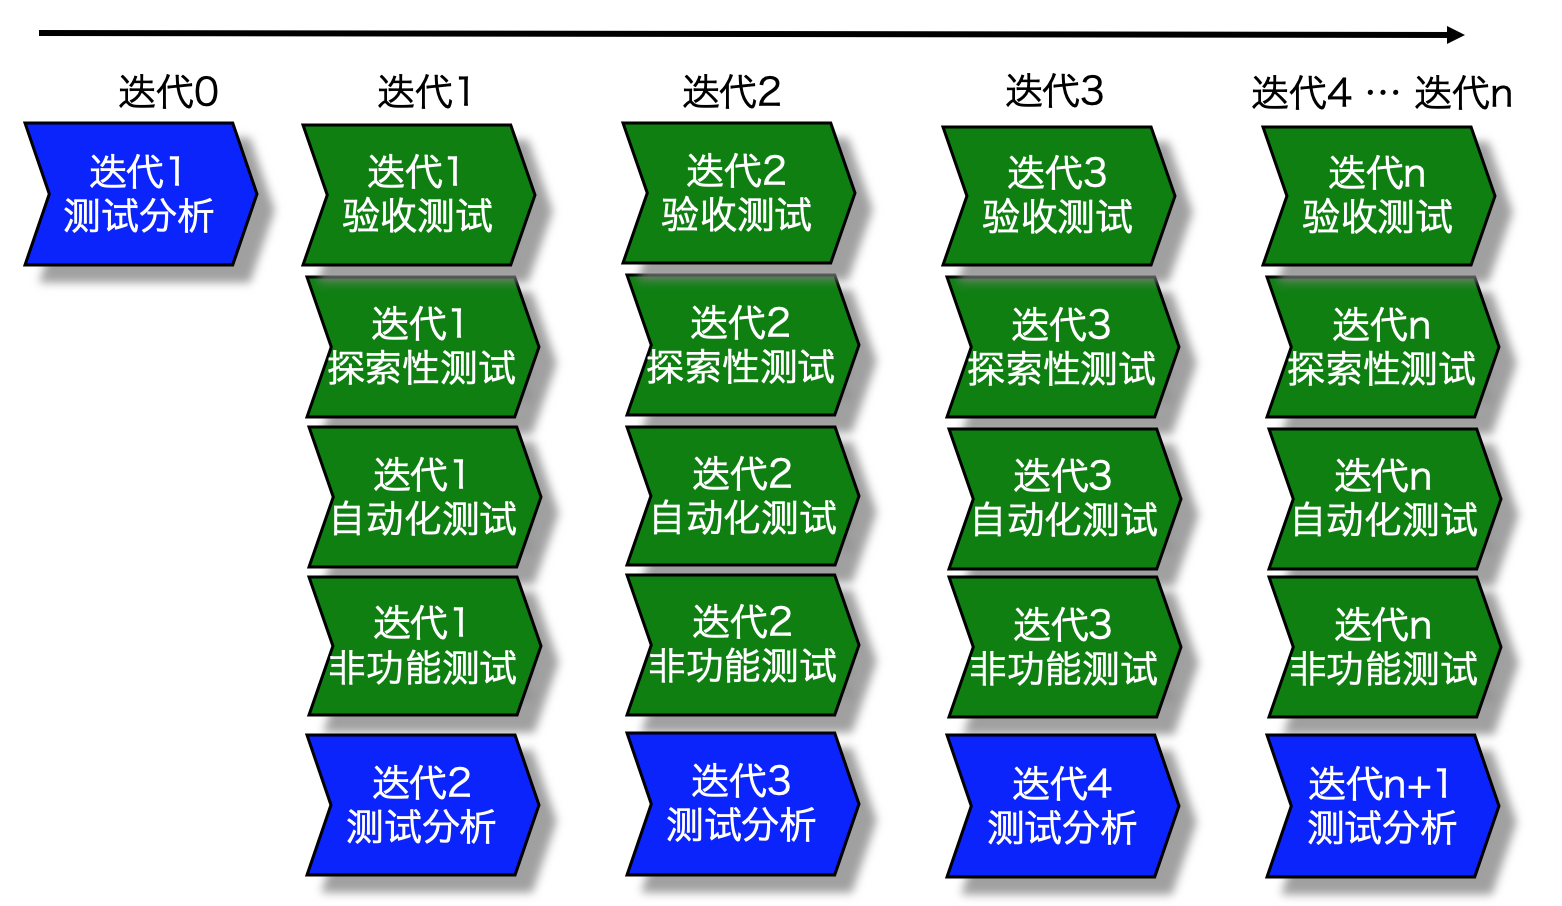 迭代0
迭代1
迭代2
迭代3
迭代4 … 迭代n
迭代1
测试分析
迭代1
验收测试
迭代2
验收测试
迭代3
验收测试
迭代n
验收测试
迭代1
探索性测试
迭代2
探索性测试
迭代3
探索性测试
迭代n
探索性测试
迭代1
自动化测试
迭代2
自动化测试
迭代3
自动化测试
迭代n
自动化测试
迭代1
非功能测试
迭代2
非功能测试
迭代3
非功能测试
迭代n
非功能测试
迭代2
测试分析
迭代3
测试分析
迭代4
测试分析
迭代n+1
测试分析